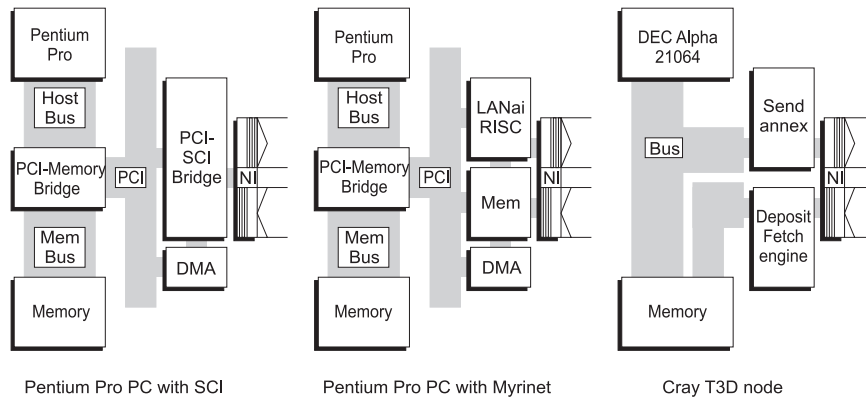 Pentium
Pro
Host
Bus
PCI-Memory
Bridge
PCI
PCI-
SCI
Bridge
NI
Mem
Bus
DMA
Memory
Pentium Pro PC with SCI
Pentium
Pro
Host
Bus
PCI-Memory
Bridge
PCI
LANai
RISC
NI
Mem
Mem
Bus
DMA
Memory
Pentium Pro PC with Myrinet
DEC Alpha
21064
Bus
Send
annex
NI
Deposit
Fetch
engine
Memory
Cray T3D node